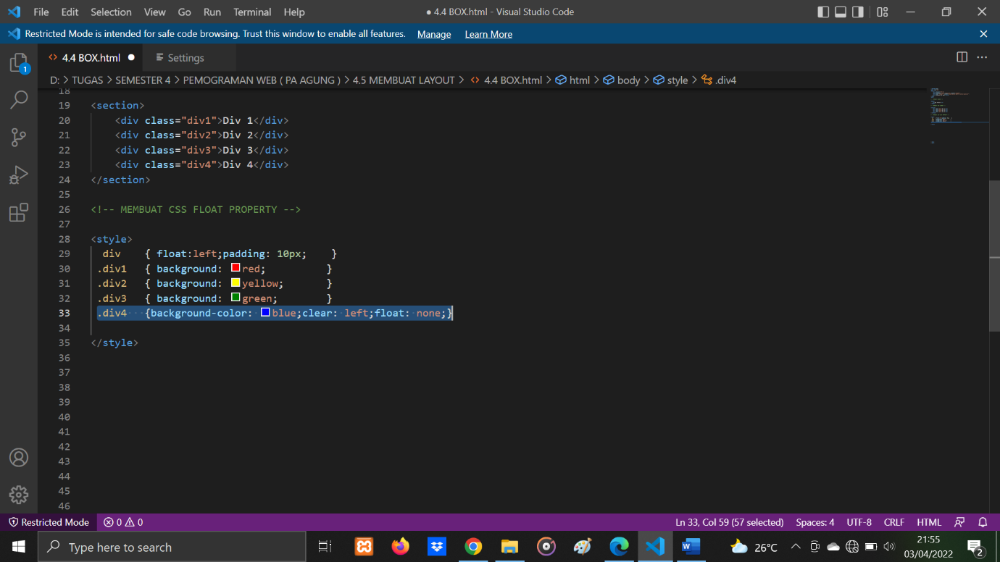 File Edit Selection View Go Run Terminal Help ● 4.4 BOX.html - Visual Studio Code
Restricted Mode is intended for safe code browsing. Trust this window to enable all features. Manage Learn More
1
<> 4.4 BOX.html ● Settings
D: > TUGAS > SEMESTER 4 > PEMOGRAMAN WEB ( PA AGUNG ) > 4.5 MEMBUAT LAYOUT > <> 4.4 BOX.html > html > body > style > .div4
18
19 <section>
20 <div class="div1">Div 1</div>
21 <div class="div2">Div 2</div>
22 <div class="div3">Div 3</div>
23 <div class="div4">Div 4</div>
24 </section>
25
26 <!-- MEMBUAT CSS FLOAT PROPERTY -->
27
28 <style>
29 div { float:left;padding: 10px; }
30 .div1 { background: red; }
31 .div2 { background: yellow; }
32 .div3 { background: green; }
33 .div4 {background-color: blue;clear: left;float: none;}
34
35 </style>
36
37
38
39
40
41
42
43
44
45
46
Restricted Mode 0 0 Ln 33, Col 59 (57 selected) Spaces: 4 UTF-8 CRLF HTML
Type here to search 26°C 21:55
03/04/2022 2